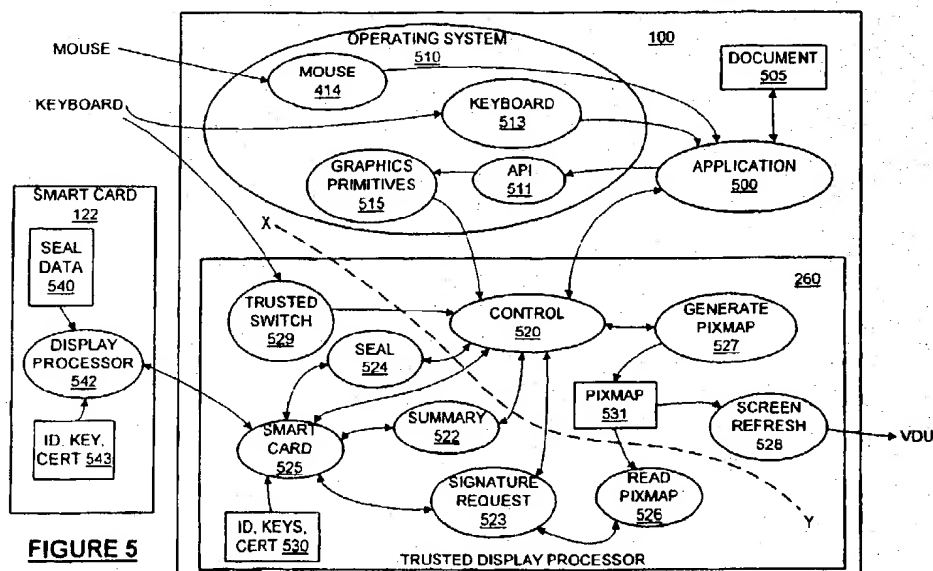 MOUSE
KEYBOARD
OPERATING SYSTEM
510
100
MOUSE
414
KEYBOARD
513
DOCUMENT
505
GRAPHICS
PRIMITIVES
515
API
511
APPLICATION
500
SMART CARD
122
SEAL
DATA
540
DISPLAY
PROCESSOR
542
ID, KEY,
CERT 543
X
260
TRUSTED
SWITCH
529
CONTROL
520
GENERATE
PIXMAP
527
SEAL
524
PIXMAP
531
SCREEN
REFRESH
528
VDU
SMART
CARD
525
SUMMARY
522
SIGNATURE
REQUEST
523
READ
PIXMAP
526
Y
ID, KEYS,
CERT 530
TRUSTED DISPLAY PROCESSOR
FIGURE 5